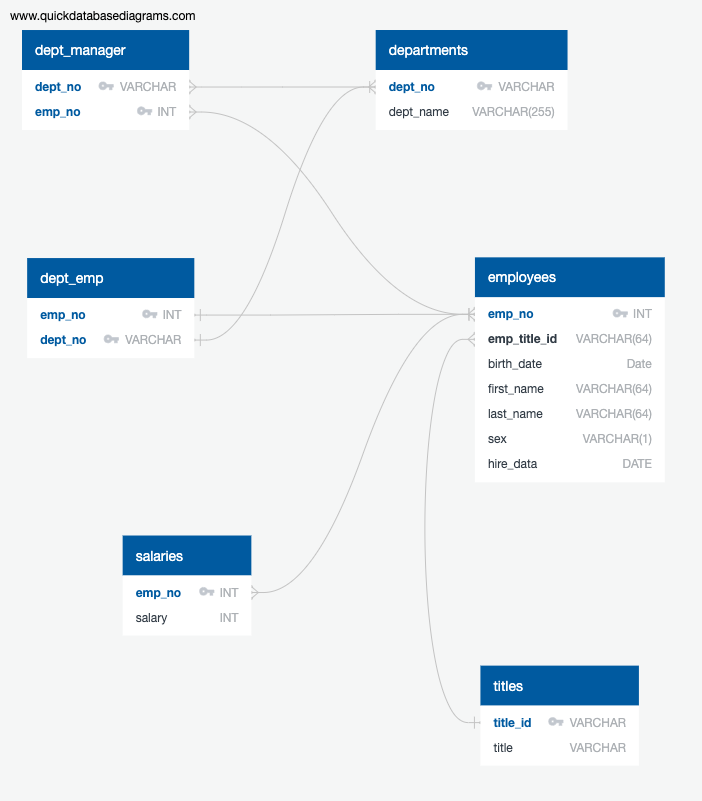 www.quickdatabasediagrams.com
dept_manager
dept_no VARCHAR
emp_no INT
departments
dept_no VARCHAR
dept_name VARCHAR(255)
dept_emp
emp_no INT
dept_no VARCHAR
employees
emp_no INT
emp_title_id VARCHAR(64)
birth_date Date
first_name VARCHAR(64)
last_name VARCHAR(64)
sex VARCHAR(1)
hire_data DATE
salaries
emp_no INT
salary INT
titles
title_id VARCHAR
title VARCHAR